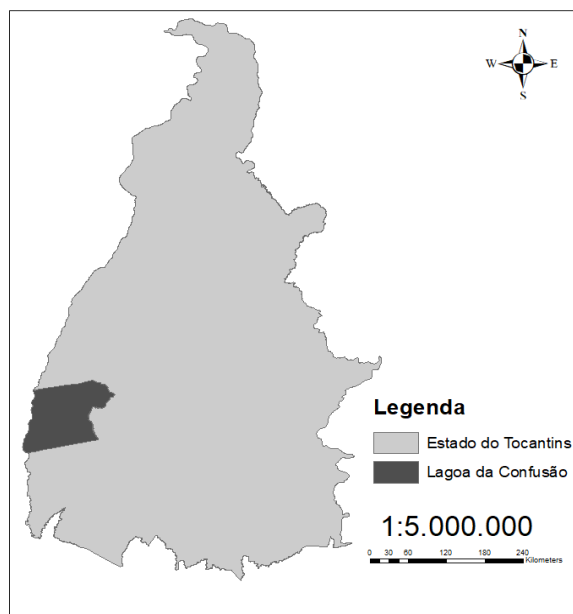 N
W E
S
Legenda
Estado do Tocantins
Lagoa da Confusão
1:5.000.000
0 30 60 120 180 240
Kilometers